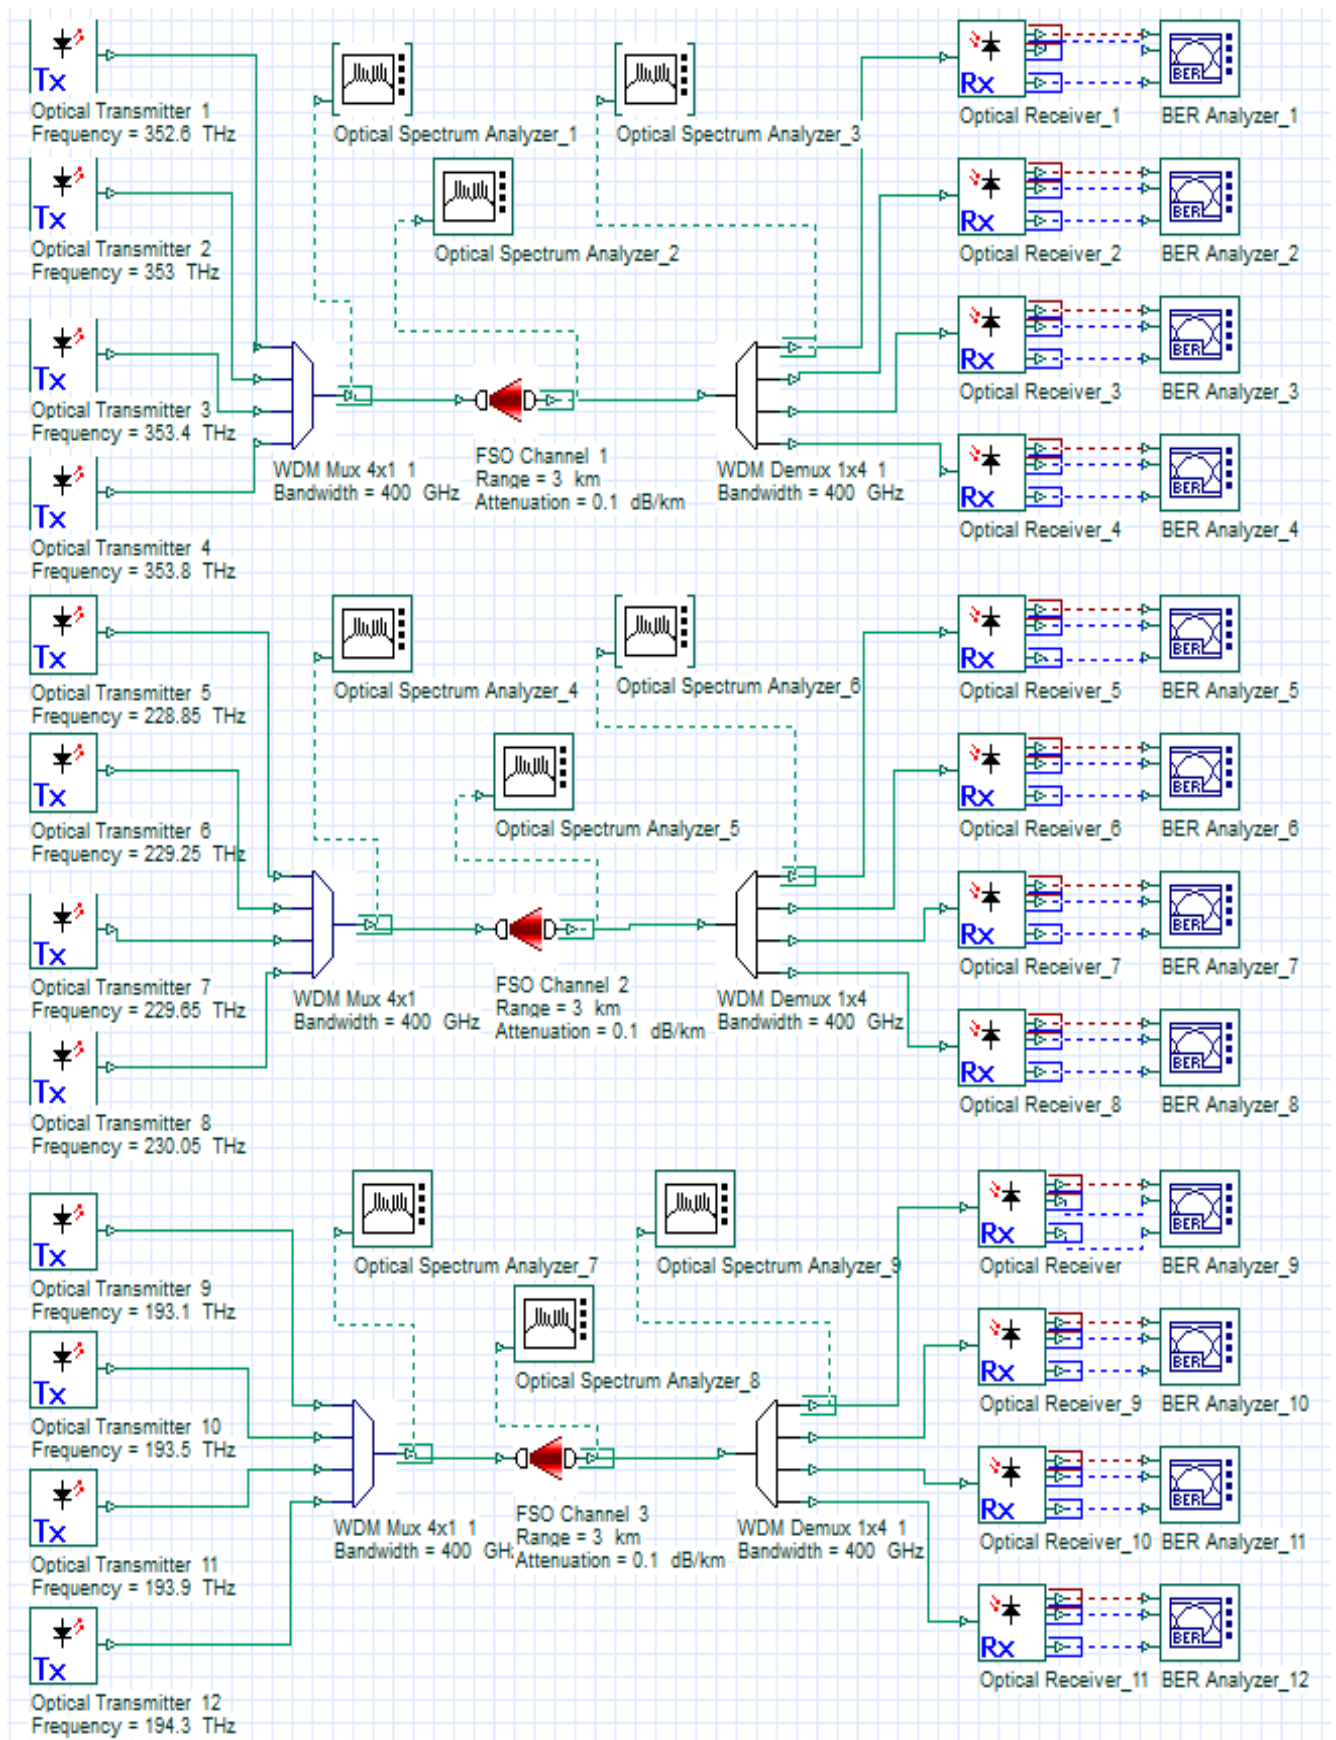 Tx
Optical Transmitter 1
Frequency = 352.6 THz
Optical Spectrum Analyzer_1
Optical Spectrum Analyzer_3
Rx
Optical Receiver_1
BER
BER Analyzer_1
Tx
Optical Transmitter 2
Frequency = 353 THz
Optical Spectrum Analyzer_2
Rx
Optical Receiver_2
BER
BER Analyzer_2
Tx
Optical Transmitter 3
Frequency = 353.4 THz
Rx
Optical Receiver_3
BER
BER Analyzer_3
WDM Mux 4x1 1
Bandwidth = 400 GHz
FSO Channel 1
Range = 3 km
Attenuation = 0.1 dB/km
WDM Demux 1x4 1
Bandwidth = 400 GHz
Tx
Optical Transmitter 4
Frequency = 353.8 THz
Rx
Optical Receiver_4
BER
BER Analyzer_4
Tx
Optical Transmitter 5
Frequency = 228.85 THz
Optical Spectrum Analyzer_4
Optical Spectrum Analyzer_6
Rx
Optical Receiver_5
BER
BER Analyzer_5
Tx
Optical Transmitter 6
Frequency = 229.25 THz
Optical Spectrum Analyzer_5
Rx
Optical Receiver_6
BER
BER Analyzer_6
Tx
Optical Transmitter 7
Frequency = 229.65 THz
WDM Mux 4x1
Bandwidth = 400 GHz
FSO Channel 2
Range = 3 km
Attenuation = 0.1 dB/km
WDM Demux 1x4
Bandwidth = 400 GHz
Rx
Optical Receiver_7
BER
BER Analyzer_7
Tx
Optical Transmitter 8
Frequency = 230.05 THz
Rx
Optical Receiver_8
BER
BER Analyzer_8
Tx
Optical Transmitter 9
Frequency = 193.1 THz
Optical Spectrum Analyzer_7
Optical Spectrum Analyzer_9
Rx
Optical Receiver
BER
BER Analyzer_9
Tx
Optical Transmitter 10
Frequency = 193.5 THz
Optical Spectrum Analyzer_8
Rx
Optical Receiver_9
BER
BER Analyzer_10
Tx
Optical Transmitter 11
Frequency = 193.9 THz
WDM Mux 4x1 1
Bandwidth = 400 GH
FSO Channel 3
Range = 3 km
Attenuation = 0.1 dB/km
WDM Demux 1x4 1
Bandwidth = 400 GHz
Rx
Optical Receiver_10
BER
BER Analyzer_11
Tx
Optical Transmitter 12
Frequency = 194.3 THz
Rx
Optical Receiver_11
BER
BER Analyzer_12